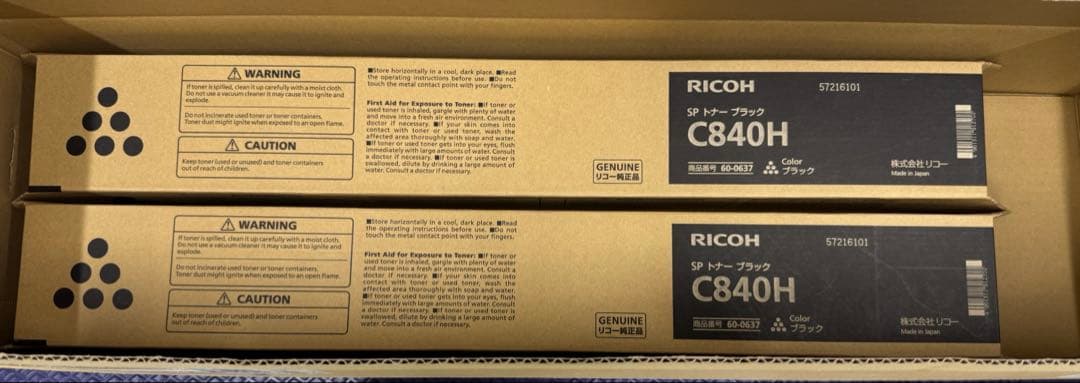 WARNING
If toner is spilled, clean it up carefully with a moist cloth.
Do not use a vacuum cleaner it may cause it to ignite and
explode.
Do not incinerate used toner or toner containers.
Toner dust might ignite when exposed to an open flame.
CAUTION
Keep toner (used or unused) and toner containers
out of reach of children.
■Store horizontally in a cool, dark place. ■Read
the operating instructions before use. ■Do not
touch the metal contact point with your fingers.
First Aid for Exposure to Toner: ■If toner or
used toner is inhaled, gargle with plenty of water
and move into a fresh air environment. Consult a
doctor if necessary. ■If your skin comes into
contact with toner or used toner, wash the
affected area thoroughly with soap and water.
■If toner or used toner gets into your eyes, flush
immediately with large amounts of water. Consult
a doctor if necessary. ■If toner or used toner is
swallowed, dilute by drinking a large amount of
water. Consult a doctor if necessary.
GENUINE
リコー純正品
RICOH 57216101
SP トナー ブラック
C840H
商品番号 60-0637 Color
ブラック
株式会社リコー
Made in Japan
WARNING
If toner is spilled, clean it up carefully with a moist cloth.
Do not use a vacuum cleaner it may cause it to ignite and
explode.
Do not incinerate used toner or toner containers.
Toner dust might ignite when exposed to an open flame.
CAUTION
Keep toner (used or unused) and toner containers
out of reach of children.
■Store horizontally in a cool, dark place. ■Read
the operating instructions before use. ■Do not
touch the metal contact point with your fingers.
First Aid for Exposure to Toner: ■If toner or
used toner is inhaled, gargle with plenty of water
and move into a fresh air environment. Consult a
doctor if necessary. ■If your skin comes into
contact with toner or used toner, wash the
affected area thoroughly with soap and water.
■If toner or used toner gets into your eyes, flush
immediately with large amounts of water. Consult
a doctor if necessary. ■If toner or used toner is
swallowed, dilute by drinking a large amount of
water. Consult a doctor if necessary.
GENUINE
リコー純正品
RICOH 57216101
SP トナー ブラック
C840H
商品番号 60-0637 Color
ブラック
株式会社リコー
Made in Japan